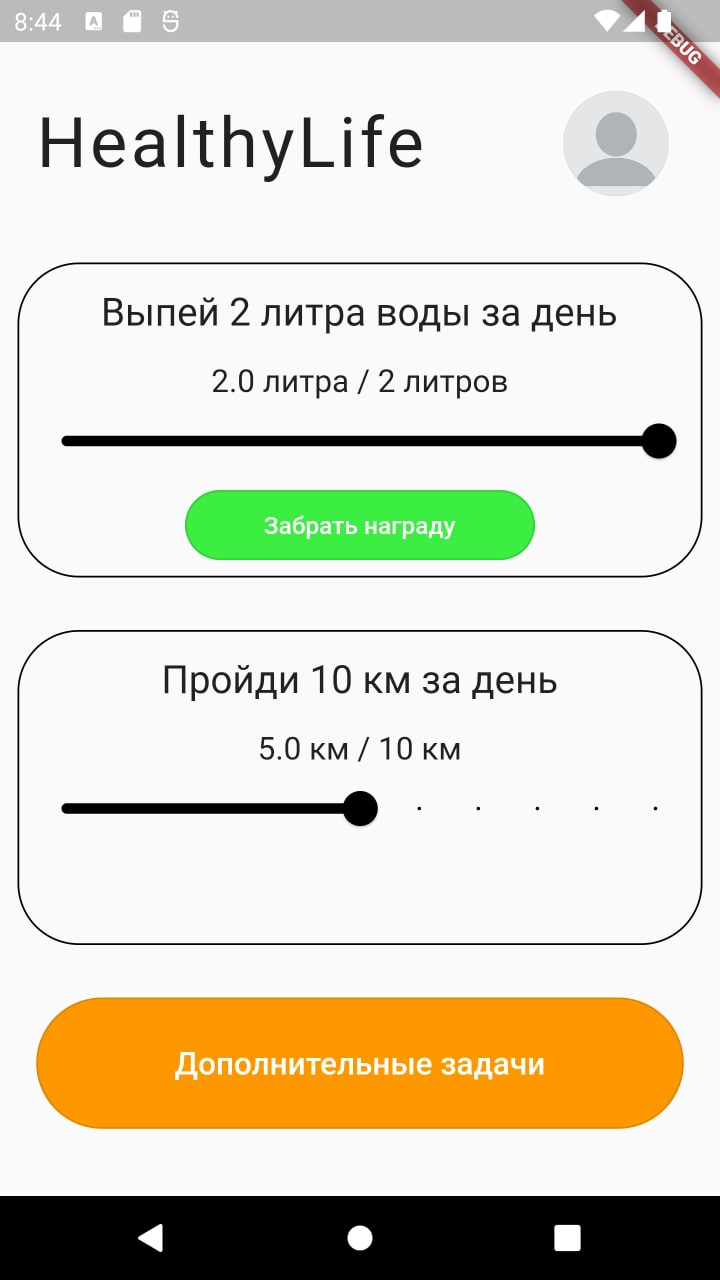 8:44
DEBUG
HealthyLife
Выпей 2 литра воды за день
2.0 литра / 2 литров
Забрать награду
Пройди 10 км за день
5.0 км / 10 км
Дополнительные задачи